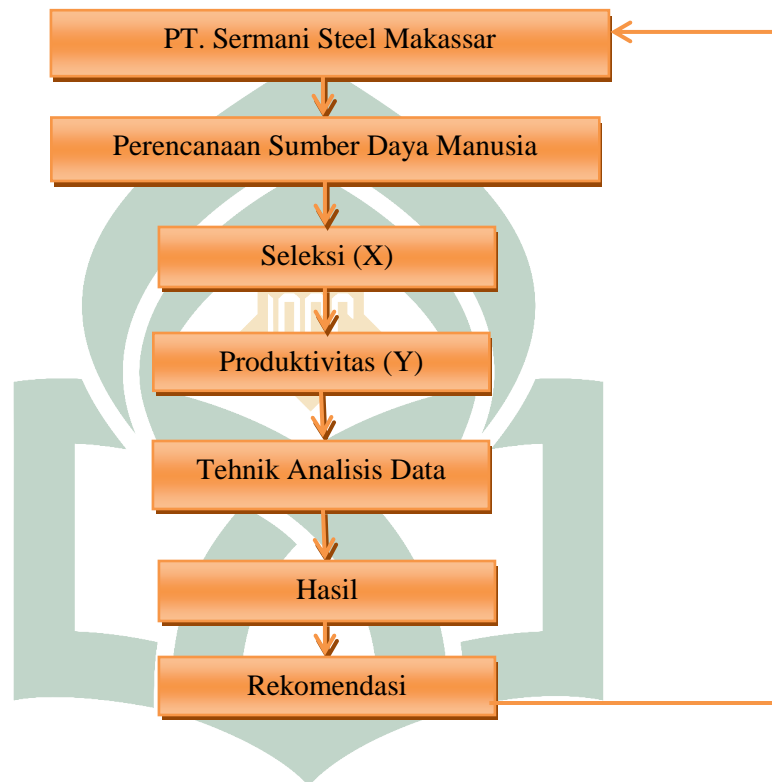 PT. Sermani Steel Makassar
Perencanaan Sumber Daya Manusia
Seleksi (X)
Produktivitas (Y)
Tehnik Analisis Data
Hasil
Rekomendasi